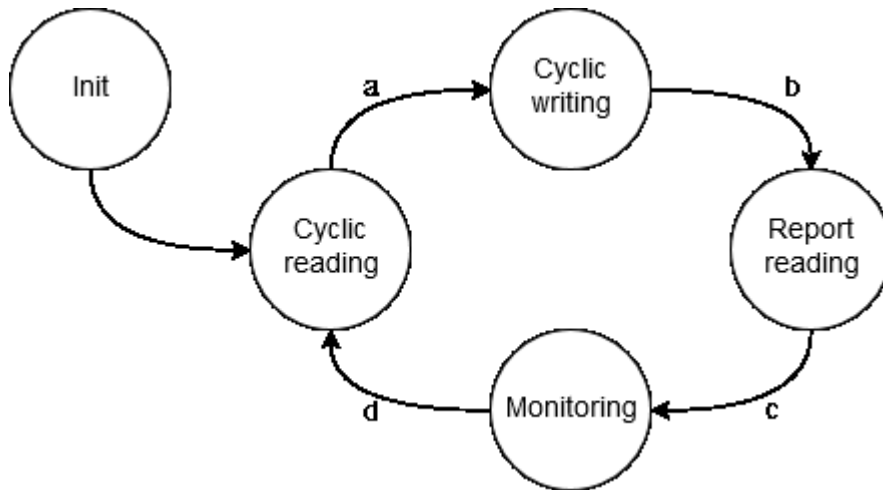 Init
a
Cyclic
writing
b
Cyclic
reading
Report
reading
Monitoring
d
c